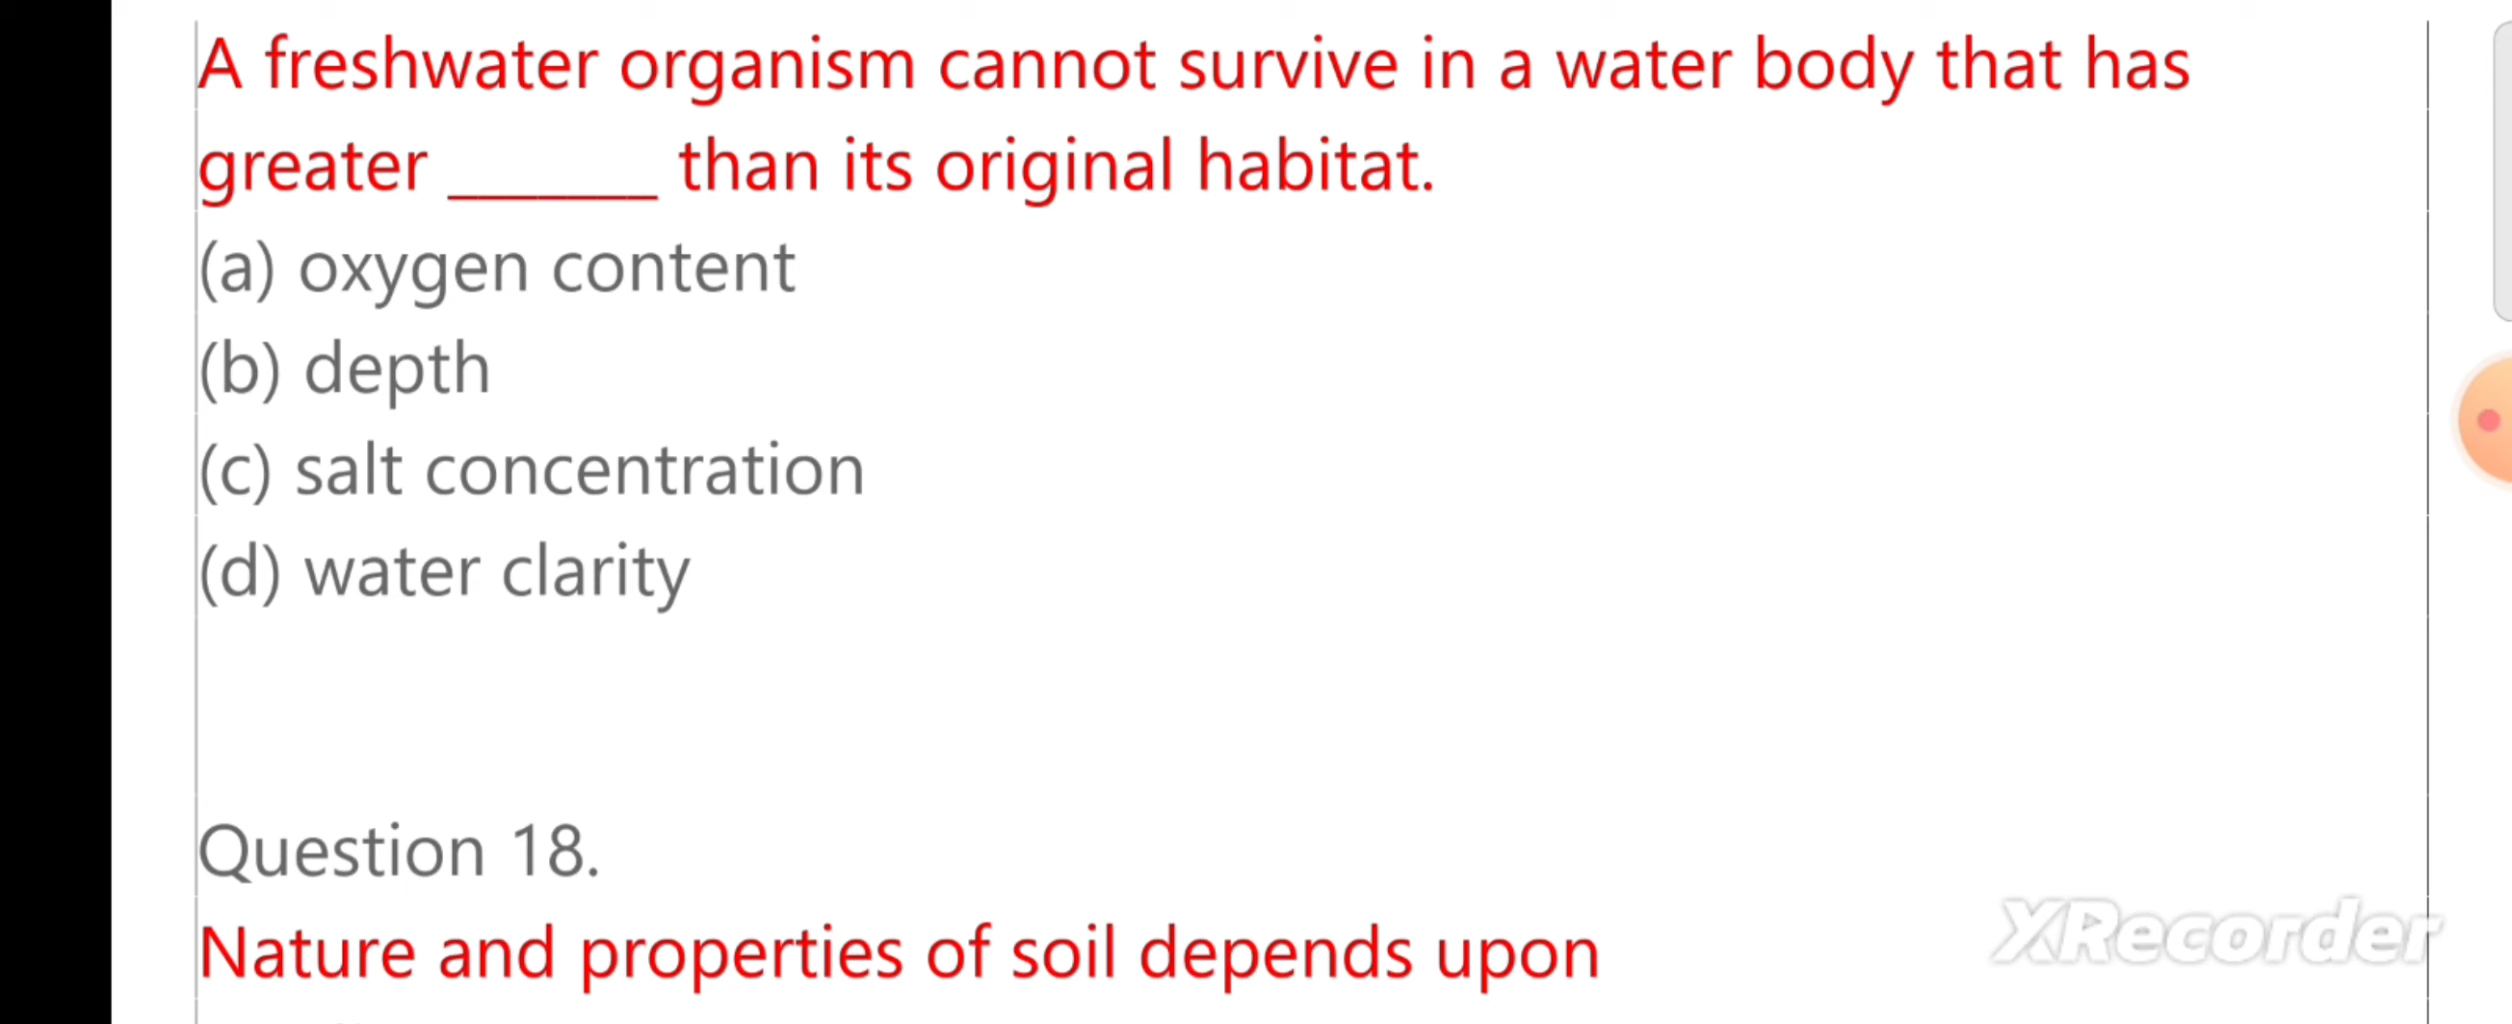 A freshwater organism cannot survive in a water body that has
greater _______ than its original habitat.
(a) oxygen content
(b) depth
(c) salt concentration
(d) water clarity
Question 18.
XRecorder
Nature and properties of soil depends upon